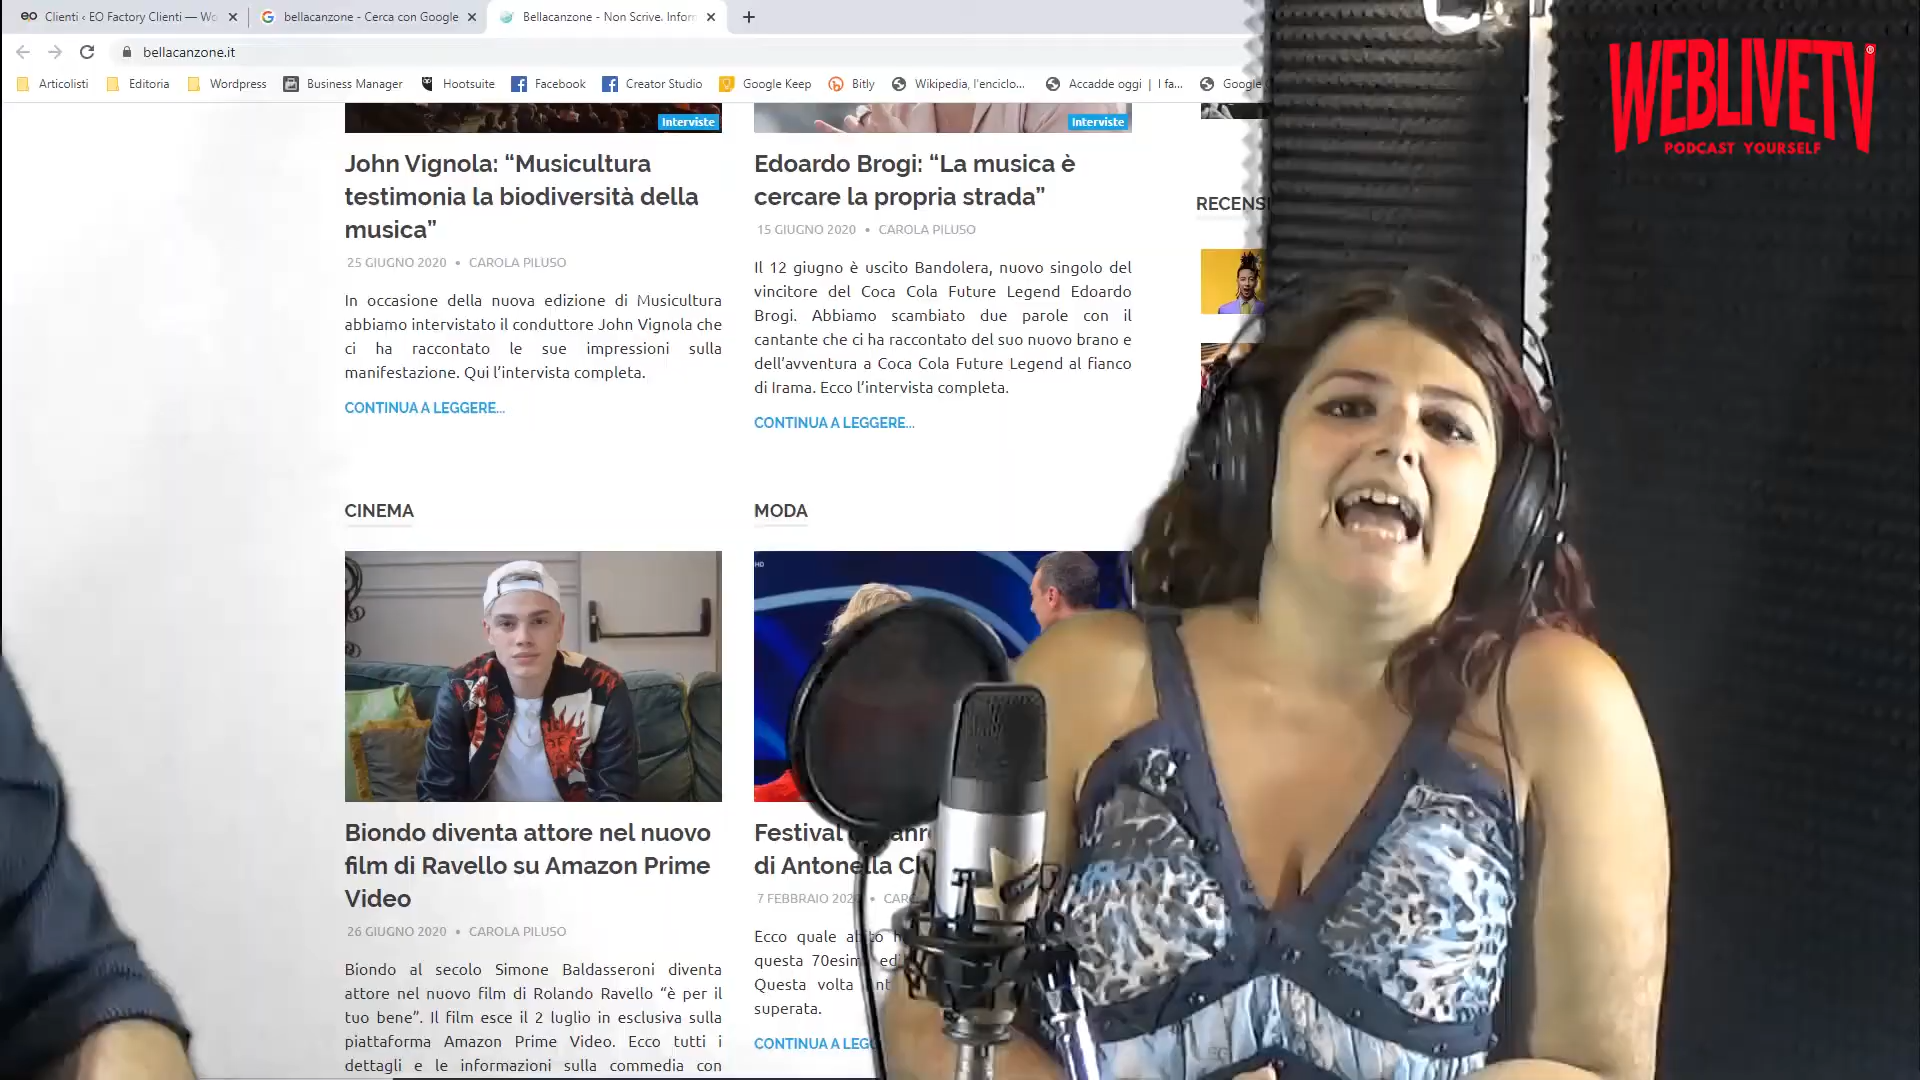 Clienti ‹ EO Factory Clienti — Wo
bellacanzone - Cerca con Google
Bellacanzone - Non Scrive. Inform
bellacanzone.it
Articolisti
Editoria
Wordpress
Business Manager
Hootsuite
Facebook
Creator Studio
Google Keep
Bitly
Wikipedia, l'enciclo...
Accadde oggi | I fa...
Google
WEBLIVETV®
PODCAST YOURSELF
Interviste
John Vignola: “Musicultura
testimonia la biodiversità della
musica”
25 GIUGNO 2020 • CAROLA PILUSO
In occasione della nuova edizione di Musicultura
abbiamo intervistato il conduttore John Vignola che
ci ha raccontato le sue impressioni sulla
manifestazione. Qui l’intervista completa.
CONTINUA A LEGGERE...
Interviste
Edoardo Brogi: “La musica è
cercare la propria strada”
15 GIUGNO 2020 • CAROLA PILUSO
Il 12 giugno è uscito Bandolera, nuovo singolo del
vincitore del Coca Cola Future Legend Edoardo
Brogi. Abbiamo scambiato due parole con il
cantante che ci ha raccontato del suo nuovo brano e
dell’avventura a Coca Cola Future Legend al fianco
di Irama. Ecco l’intervista completa.
CONTINUA A LEGGERE...
RECENSI
CINEMA
Biondo diventa attore nel nuovo
film di Ravello su Amazon Prime
Video
26 GIUGNO 2020 • CAROLA PILUSO
Biondo al secolo Simone Baldasseroni diventa
attore nel nuovo film di Rolando Ravello “è per il
tuo bene”. Il film esce il 2 luglio in esclusiva sulla
piattaforma Amazon Prime Video. Ecco tutti i
dettagli e le informazioni sulla commedia con
MODA
Festival
di Antonella
7 FEBBRAIO • CAR
Ecco quale
questa 70esim
Questa volta
superata.
CONTINUA A LEGG